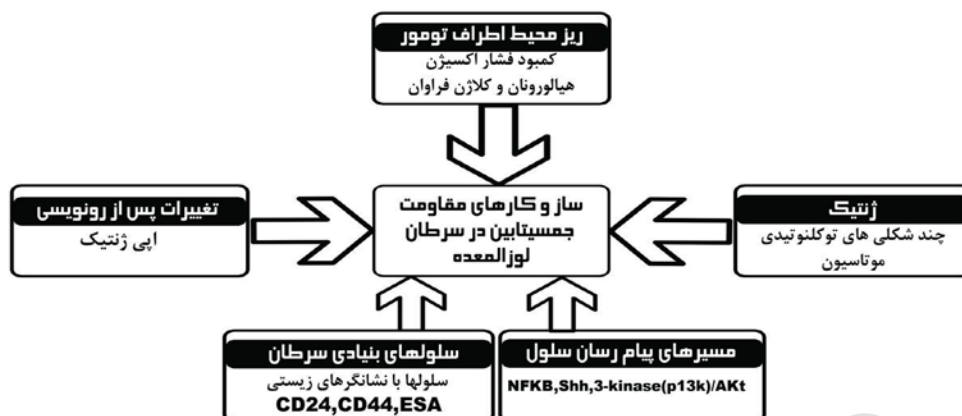 ریز محیط اطراف تومور
کمبود فشار اکسیژن
هیالورونان و کلاژن فراوان
ژنتیک
چند شکلی های توکلنوتیدی
موتاسیون
ساز و کارهای مقاومت
جمسیتابین در سرطان
لوزالمعده
تغییرات پس از رونویسی
اپی ژنتیک
مسیرهای پیام رسان سلول
NFKB,Shh,3-kinase(p13k)/AKt
سلولهای بنیادی سرطان
سلولها با نشانگرهای زیستی
CD24,CD44,ESA